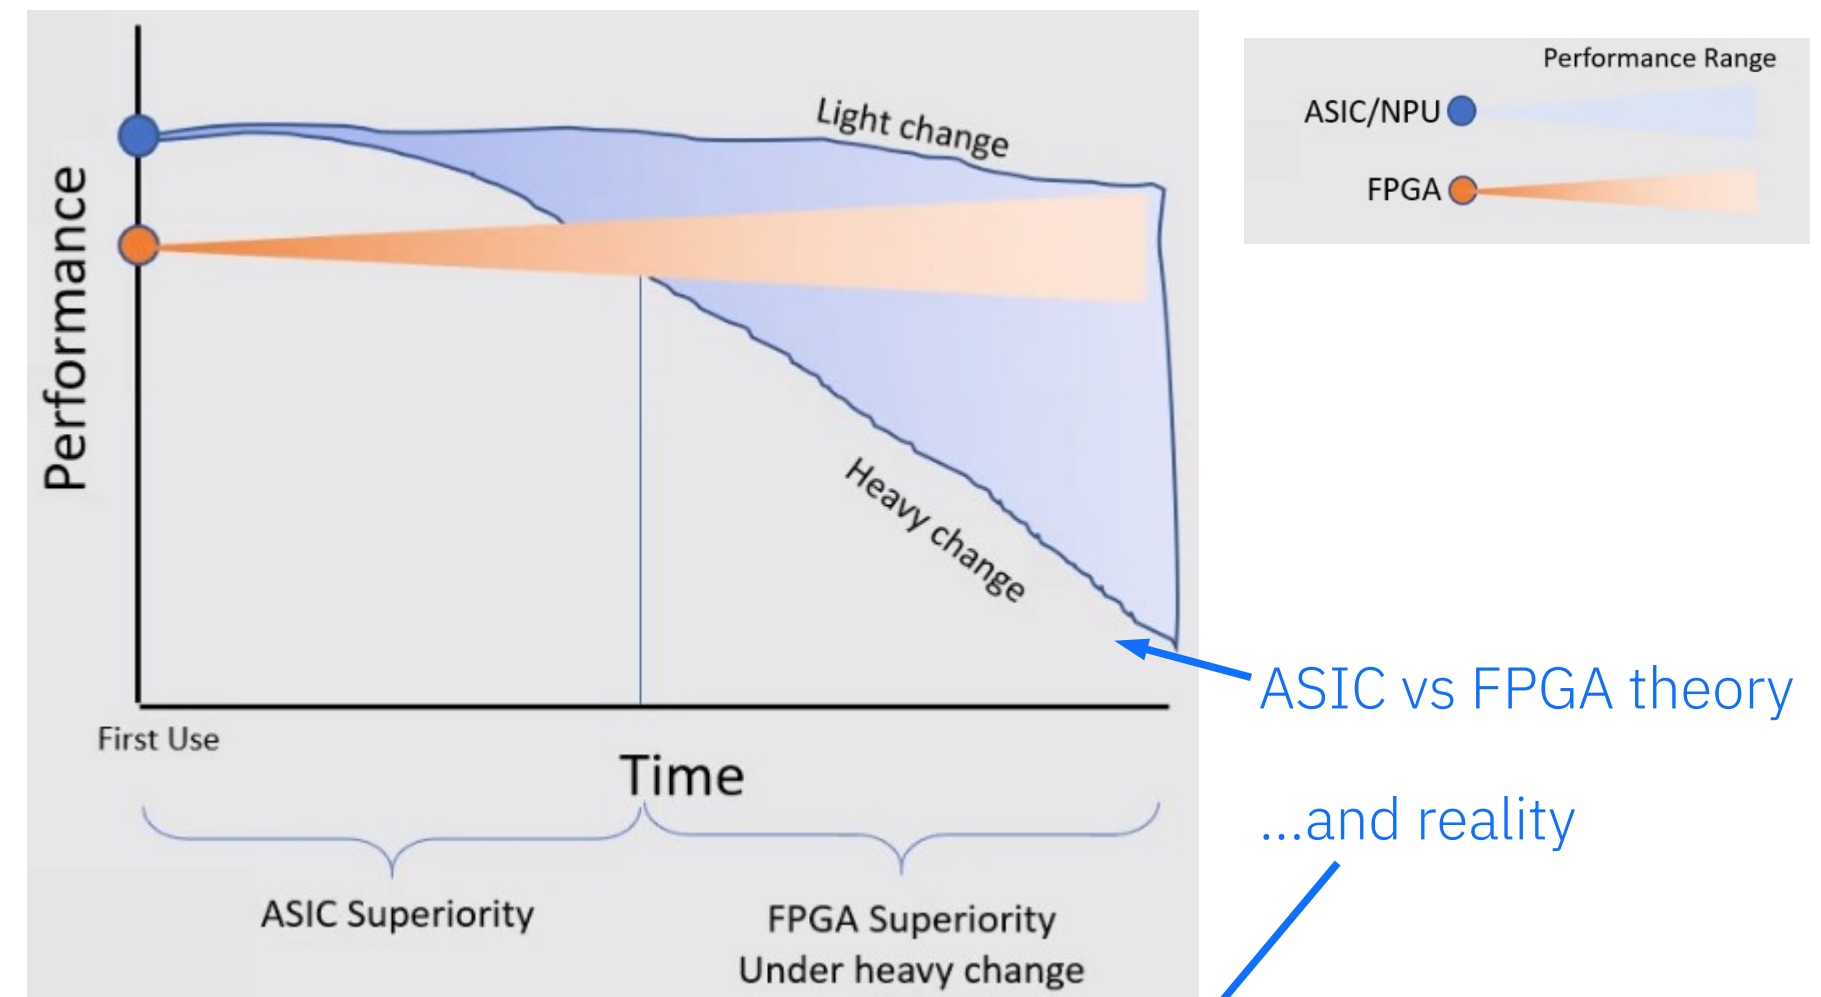 Performance Range
ASIC/NPU
FPGA
Light change
Performance
Heavy change
ASIC vs FPGA theory
First Use
Time
...and reality
ASIC Superiority
FPGA Superiority
Under heavy change